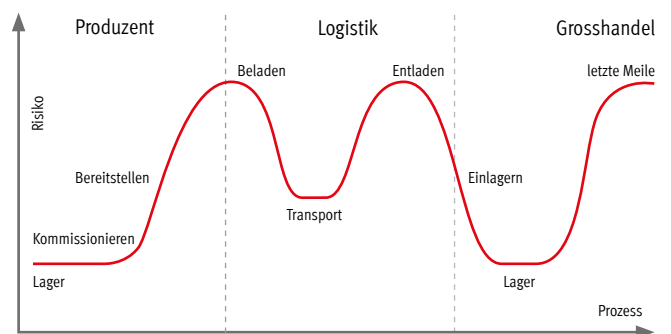 Produzent
Logistik
Grosshandel
Risiko
Beladen
Entladen
letzte Meile
Bereitstellen
Einlagern
Kommissionieren
Transport
Lager
Lager
Prozess